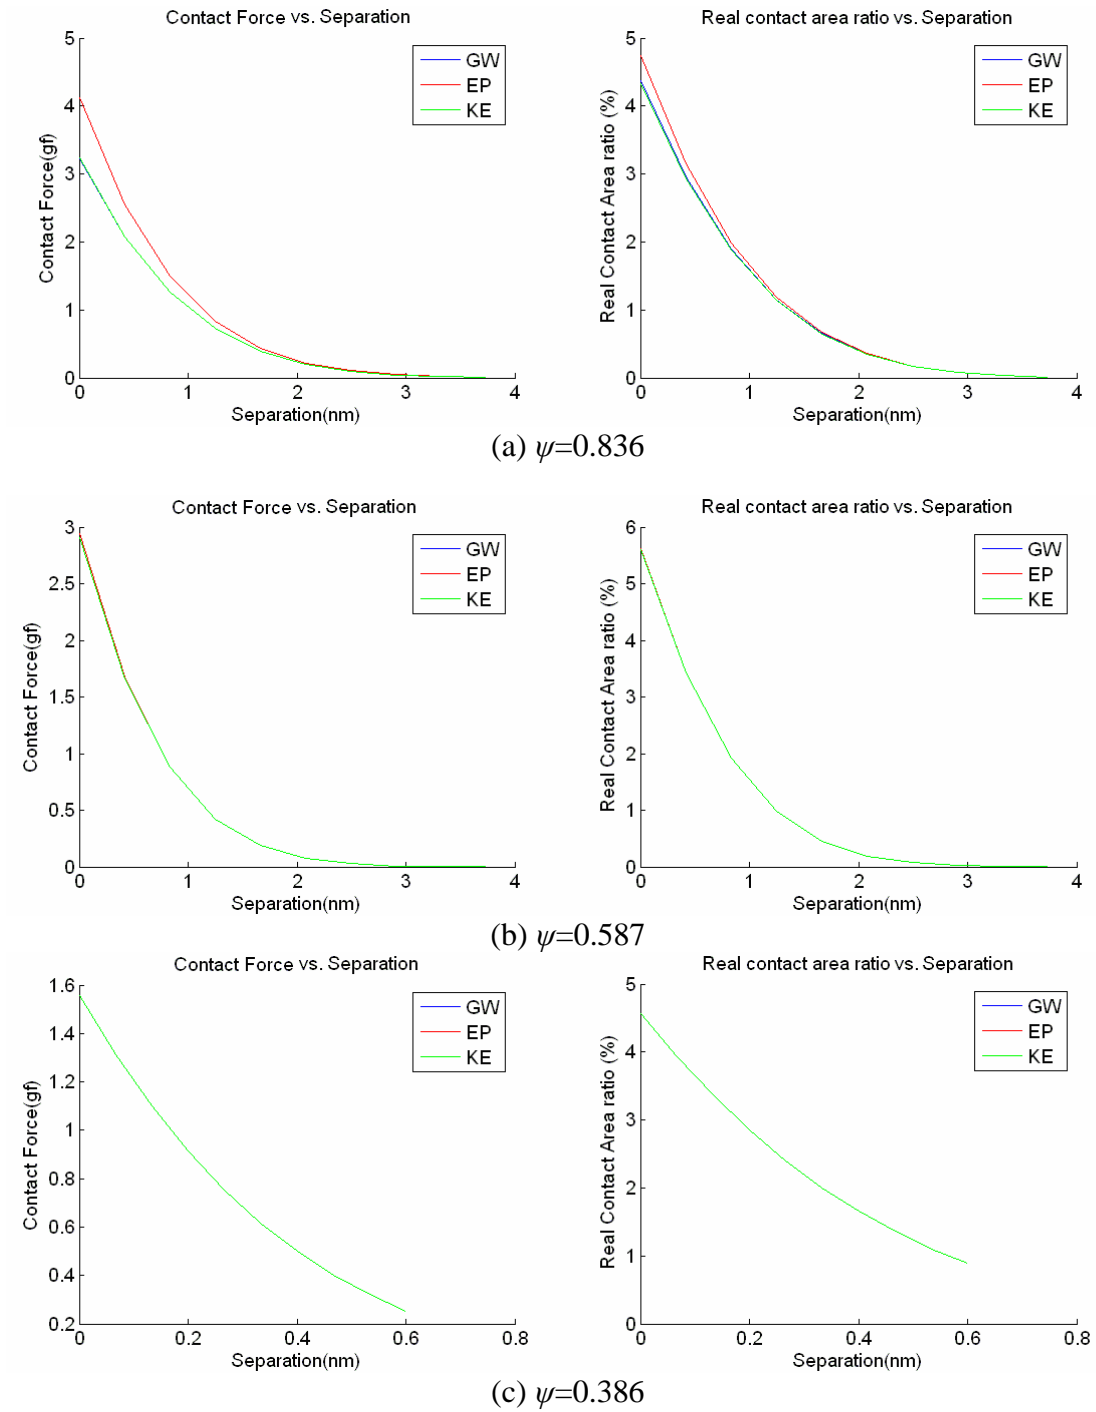 Contact Force vs. Separation
5
4
3
2
1
0
0 1 2 3 4
Contact Force(gf)
Separation(nm)
GW
EP
KE
Real contact area ratio vs. Separation
5
4
3
2
1
0
0 1 2 3 4
Real Contact Area ratio (%)
Separation(nm)
GW
EP
KE
(a) ψ=0.836
Contact Force vs. Separation
3
2.5
2
1.5
1
0.5
0
0 1 2 3 4
Contact Force(gf)
Separation(nm)
GW
EP
KE
Real contact area ratio vs. Separation
6
5
4
3
2
1
0
0 1 2 3 4
Real Contact Area ratio (%)
Separation(nm)
GW
EP
KE
(b) ψ=0.587
Contact Force vs. Separation
1.6
1.4
1.2
1
0.8
0.6
0.4
0.2
0 0.2 0.4 0.6 0.8
Contact Force(gf)
Separation(nm)
GW
EP
KE
Real contact area ratio vs. Separation
5
4
3
2
1
0
0 0.2 0.4 0.6 0.8
Real Contact Area ratio (%)
Separation(nm)
GW
EP
KE
(c) ψ=0.386